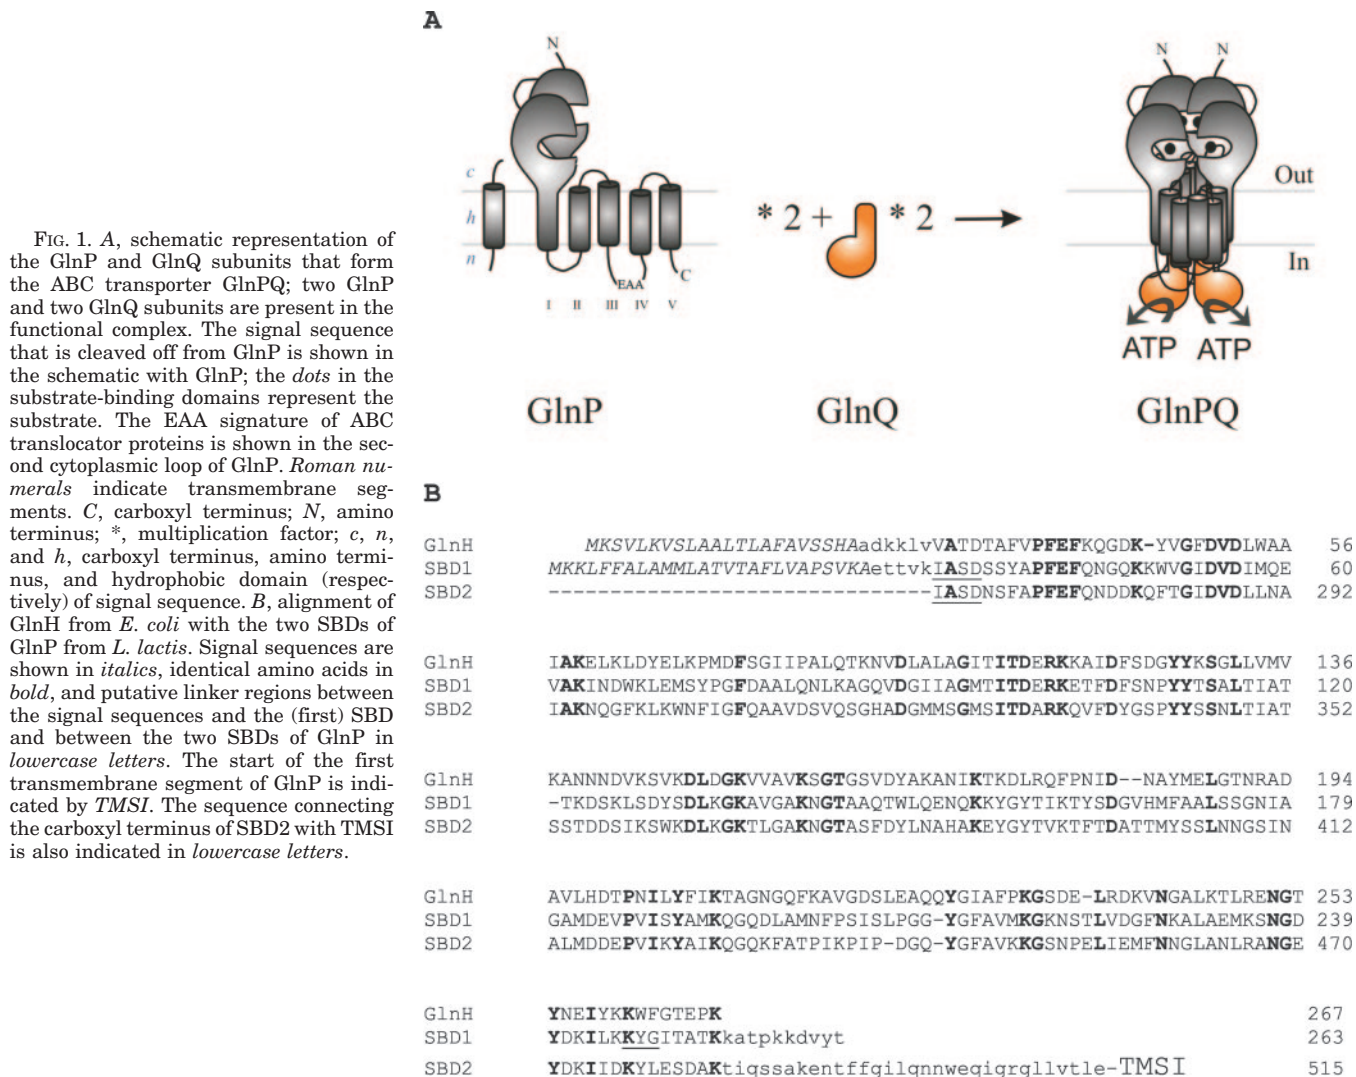 FIG. 1. A, schematic representation of
the GlnP and GlnQ subunits that form
the ABC transporter GlnPQ; two GlnP
and two GlnQ subunits are present in the
functional complex. The signal sequence
that is cleaved off from GlnP is shown in
the schematic with GlnP; the dots in the
substrate-binding domains represent the
substrate. The EAA signature of ABC
translocator proteins is shown in the sec-
ond cytoplasmic loop of GlnP. Roman nu-
merals indicate transmembrane seg-
ments. C, carboxyl terminus; N, amino
terminus; *, multiplication factor; c, n,
and h, carboxyl terminus, amino termi-
nus, and hydrophobic domain (respec-
tively) of signal sequence. B, alignment of
GlnH from E. coli with the two SBDs of
GlnP from L. lactis. Signal sequences are
shown in italics, identical amino acids in
bold, and putative linker regions between
the signal sequences and the (first) SBD
and between the two SBDs of GlnP in
lowercase letters. The start of the first
transmembrane segment of GlnP is indi-
cated by TMSI. The sequence connecting
the carboxyl terminus of SBD2 with TMSI
is also indicated in lowercase letters.
A
N
N N
c
h
n
EAA
C
I II III IV V
* 2 + * 2
Out
In
ATP ATP
GlnP GlnQ GlnPQ
B
GlnH MKSVLKVSLAALTLAFAVSSHAadkklvVATDTAFVPFEFKQGDK-YVGFDVDLWAA 56
SBD1 MKKLFFALAMMLATVTAFLVAPSVKAettvkIASDSSYAPFEFQNGQKKWVGIDVDIMQE 60
SBD2 -----------------------------IASDNSFAPFEFQNDDKQFTGIDVDLLNA 292
GlnH IAKELKLDYELKPMDFSGIIPALQTKNVDLALAGITITDERKKAIDFSDGYYKSGLLVMV 136
SBD1 VAKINDWKLEMSYPGFDAALQNLKAGQVDGIIAGMTITDERKETFDFSNPYYTSALTIAT 120
SBD2 IAKNQGFKLKWNFIGFQAAVDSVQSGHADGMMSGMSITDARKQVFDYGSPYYSSNLTIAT 352
GlnH KANNNDVKSVKDLDGKVVAVKSGTGSVDYAKANIKTKDLRQFPNID--NAYMELGTNRAD 194
SBD1 -TKDSKLSDYSDLKGKAVGAKNGTAAQTWLQENQKKYGYTIKTYSDGVHMFAALSSGNIA 179
SBD2 SSTDDSIKSWKDLKGKTLGAKNGTASFDYLNAHAKEYGYTVKTFTDATTMYSSLNNGSIN 412
GlnH AVLHDTPNILYFIKTAGNGQFKAVGDSLEAQQYGIAFPKGSDE-LRDKVNGALKTLRENGT 253
SBD1 GAMDEVPVISYAMKQGQDLAMNFPSISLPGG-YGFAVMKGKNSTLVDGFNKALAEMKSNGD 239
SBD2 ALMDDEPVIKYAIKQGQKFATPIKPIP-DGQ-YGFAVKKGSNPELIEMFNNGLANLRANGE 470
GlnH YNEIYKKWFGTEPK 267
SBD1 YDKILKKYGITATKkatpkkdvyt 263
SBD2 YDKIIDKYLESDAKtigssakentffgilqnnweqigrgllvtle-TMSI 515